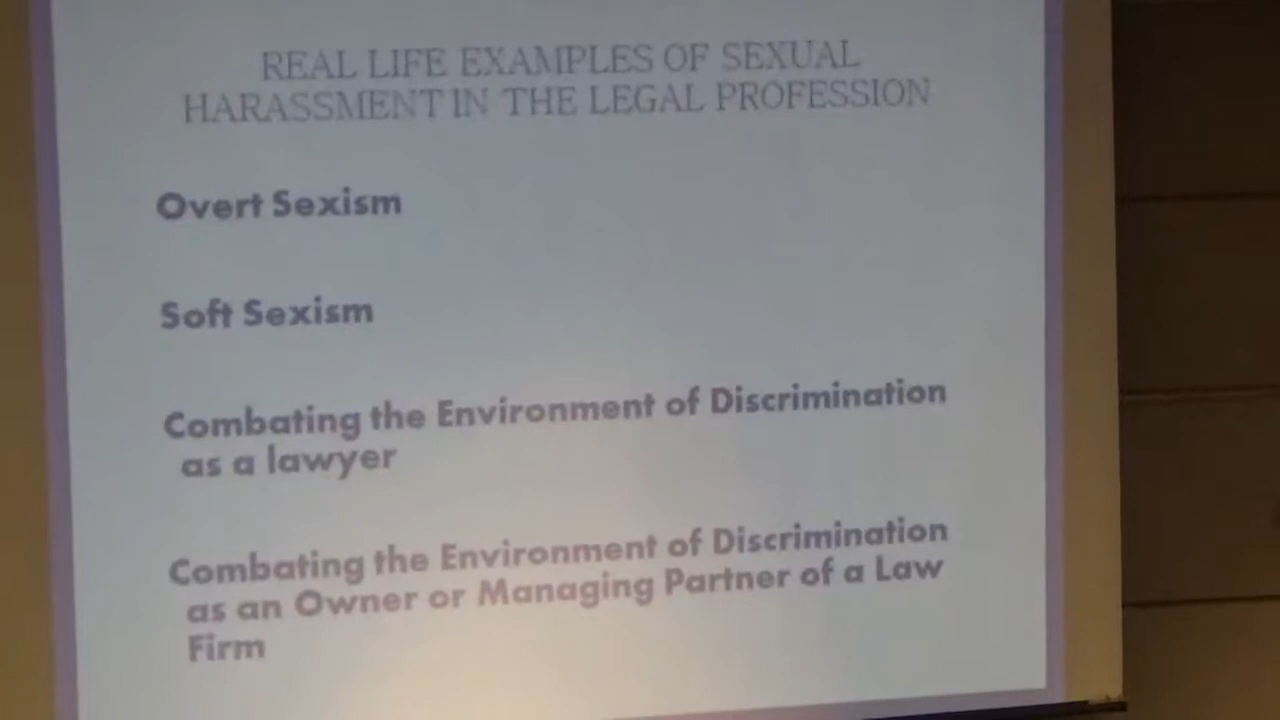 REAL LIFE EXAMPLES OF SEXUAL
HARASSMENT IN THE LEGAL PROFESSION
Overt Sexism
Soft Sexism
Combating the Environment of Discrimination
as a lawyer
Combating the Environment of Discrimination
as an Owner or Managing Partner of a Law
Firm